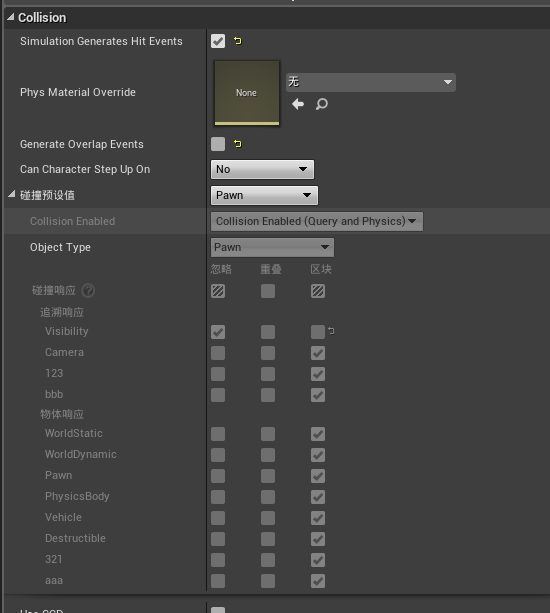 Collision
Simulation Generates Hit Events
Phys Material Override
None
无
Generate Overlap Events
Can Character Step Up On
No
碰撞预设值
Pawn
Collision Enabled
Collision Enabled (Query and Physics)
Object Type
Pawn
忽略 重叠 区块
碰撞响应 ?
追溯响应
Visibility
Camera
123
bbb
物体响应
WorldStatic
WorldDynamic
Pawn
PhysicsBody
Vehicle
Destructible
321
aaa
Use CCD